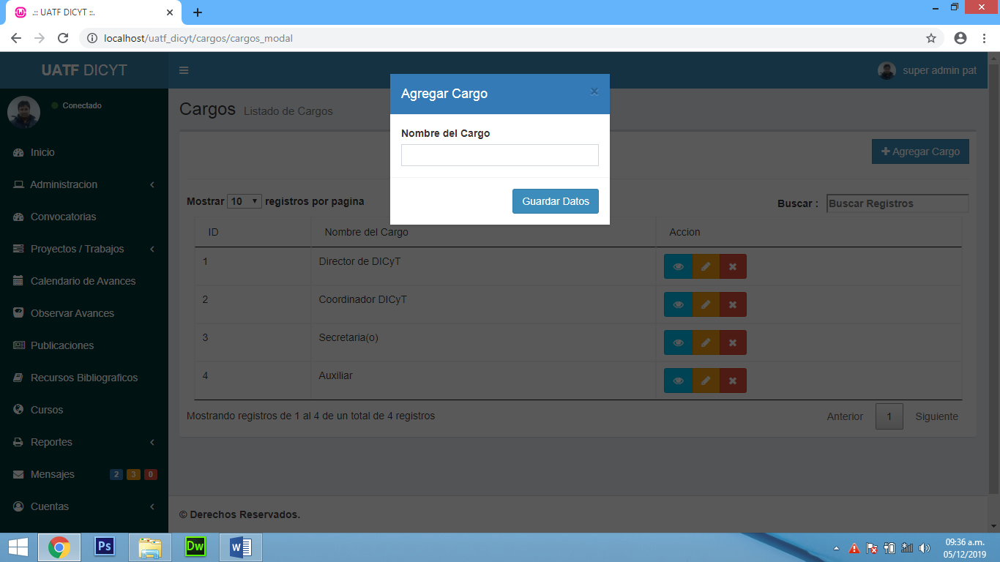 .:: UATF DICYT ::.
localhost/uatf_dicyt/cargos/cargos_modal
UATF DICYT
super admin pat
Conectado
Inicio
Administracion
Convocatorias
Proyectos / Trabajos
Calendario de Avances
Observar Avances
Publicaciones
Recursos Bibliograficos
Cursos
Reportes
Mensajes 2 3 0
Cuentas
Cargos Listado de Cargos
Agregar Cargo ×
Nombre del Cargo
Guardar Datos
Agregar Cargo
Mostrar 10 registros por pagina
Buscar : Buscar Registros
ID Nombre del Cargo Accion
1 Director de DICyT
2 Coordinador DICyT
3 Secretaria(o)
4 Auxiliar
Mostrando registros de 1 al 4 de un total de 4 registros
Anterior 1 Siguiente
© Derechos Reservados.
Ps
Dw
W
09:36 a.m.
05/12/2019